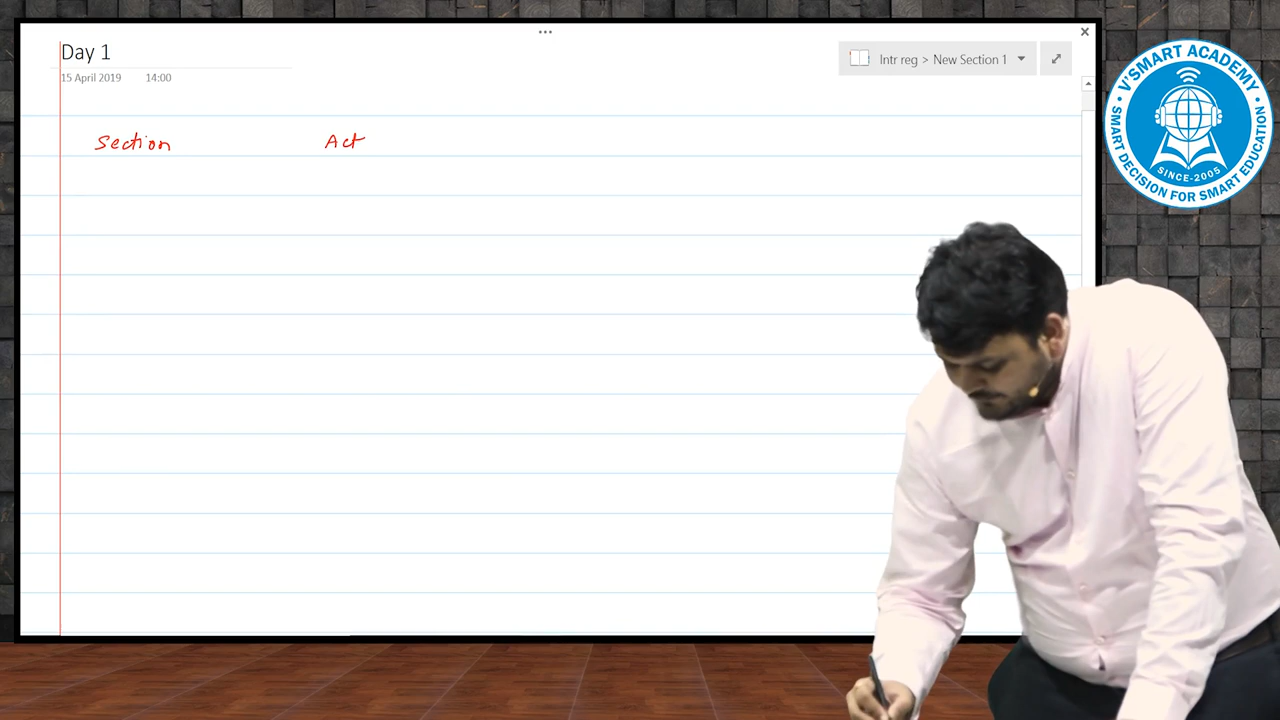 Day 1
15 April 2019 14:00
Intr reg > New Section 1
Section Act
V'SMART ACADEMY
SINCE-2005
SMART DECISION FOR SMART EDUCATION